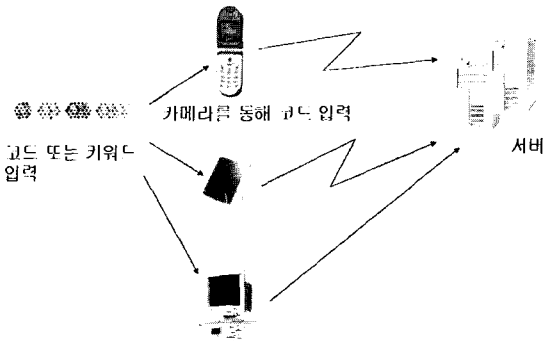 카메라를 통해 코드 입력
코드 또는 키워드
입력
서버